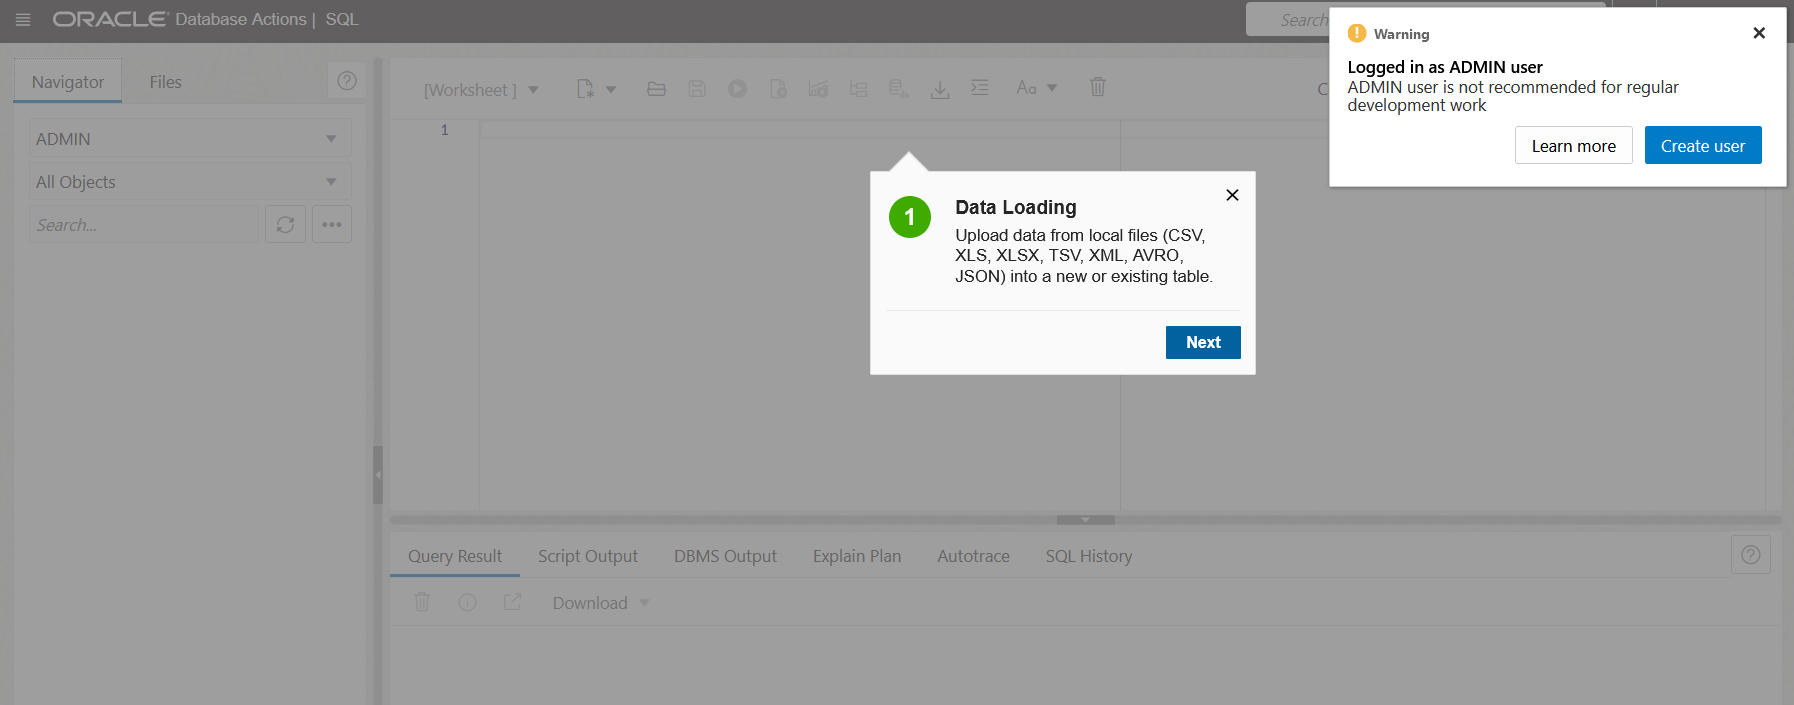 ORACLE Database Actions | SQL
Search
Warning
Logged in as ADMIN user
ADMIN user is not recommended for regular
development work
Learn more
Create user
Navigator
Files
ADMIN
All Objects
Search...
[Worksheet ]
Aa
C
1
1
Data Loading
Upload data from local files (CSV,
XLS, XLSX, TSV, XML, AVRO,
JSON) into a new or existing table.
Next
Query Result
Script Output
DBMS Output
Explain Plan
Autotrace
SQL History
Download